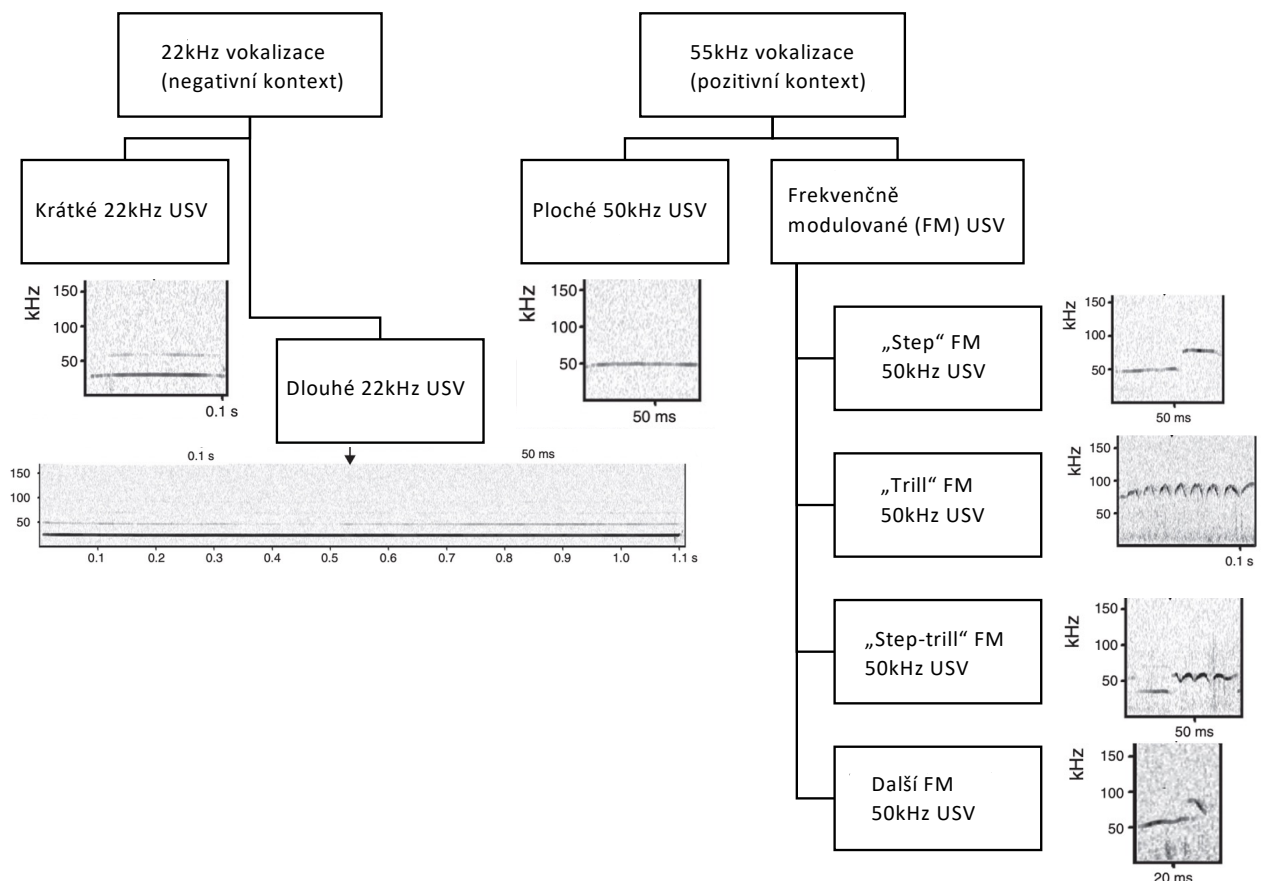 22kHz vokalizace
(negativní kontext)
55kHz vokalizace
(pozitivní kontext)
Krátké 22kHz USV
Ploché 50kHz USV
Frekvenčně
modulované (FM) USV
kHz
150
100
50
0.1 s
Dlouhé 22kHz USV
kHz
150
100
50
50 ms
„Step“ FM
50kHz USV
kHz
150
100
50
50 ms
0.1 s
50 ms
150
100
50
0.1
0.2
0.3
0.4
0.5
0.6
0.7
0.8
0.9
1.0
1.1 s
„Trill“ FM
50kHz USV
kHz
150
100
50
0.1 s
„Step-trill“ FM
50kHz USV
kHz
150
100
50
50 ms
Další FM
50kHz USV
kHz
150
100
50
20 ms